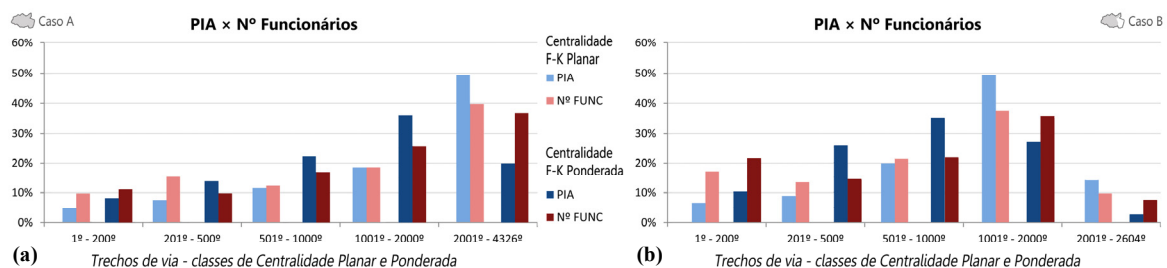 Caso A
PIA × Nº Funcionários
60%
50%
40%
30%
20%
10%
0%
1º - 200º
201º - 500º
501º - 1000º
1001º - 2000º
2001º - 4326º
(a)
Trechos de via - classes de Centralidade Planar e Ponderada
Centralidade
F-K Planar
PIA
Nº FUNC
Centralidade
F-K Ponderada
PIA
Nº FUNC
PIA × Nº Funcionários
Caso B
60%
50%
40%
30%
20%
10%
0%
1º - 200º
201º - 500º
501º - 1000º
1001º - 2000º
2001º - 2604º
(b)
Trechos de via - classes de Centralidade Planar e Ponderada